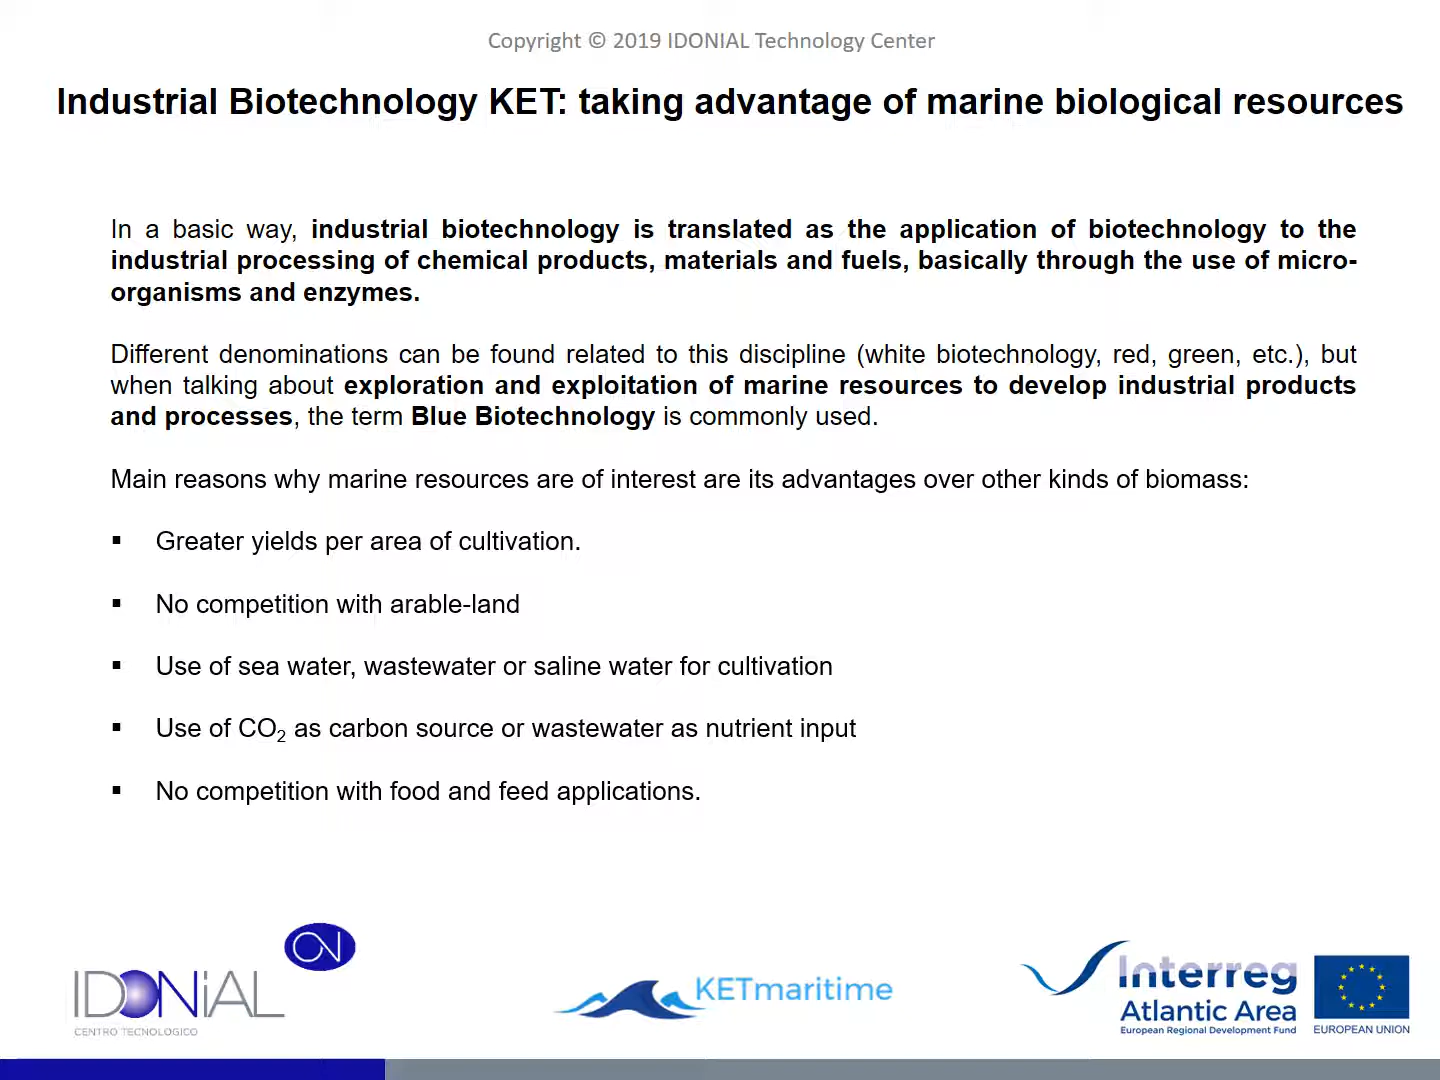 Copyright © 2019 IDONIAL Technology Center
Industrial Biotechnology KET: taking advantage of marine biological resources
In a basic way, industrial biotechnology is translated as the application of biotechnology to the
industrial processing of chemical products, materials and fuels, basically through the use of micro-
organisms and enzymes.
Different denominations can be found related to this discipline (white biotechnology, red, green, etc.), but
when talking about exploration and exploitation of marine resources to develop industrial products
and processes, the term Blue Biotechnology is commonly used.
Main reasons why marine resources are of interest are its advantages over other kinds of biomass:
▪ Greater yields per area of cultivation.
▪ No competition with arable-land
▪ Use of sea water, wastewater or saline water for cultivation
▪ Use of CO₂ as carbon source or wastewater as nutrient input
▪ No competition with food and feed applications.
IDONiAL
CENTRO TECNOLOGICO
KETmaritime
Interreg
Atlantic Area
European Regional Development Fund
EUROPEAN UNION